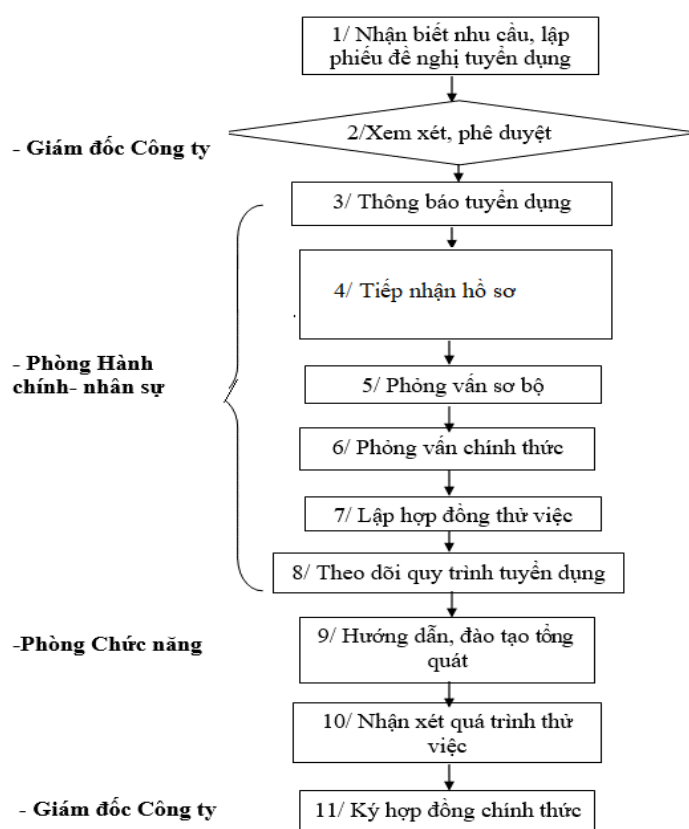 1/ Nhận biết nhu cầu, lập
phiếu đề nghị tuyển dụng
- Giám đốc Công ty
2/Xem xét, phê duyệt
3/ Thông báo tuyển dụng
4/ Tiếp nhận hồ sơ
- Phòng Hành
chính- nhân sự
5/ Phỏng vấn sơ bộ
6/ Phỏng vấn chính thức
7/ Lập hợp đồng thử việc
8/ Theo dõi quy trình tuyển dụng
-Phòng Chức năng
9/ Hướng dẫn, đào tạo tổng
quát
10/ Nhận xét quá trình thử
việc
- Giám đốc Công ty
11/ Ký hợp đồng chính thức